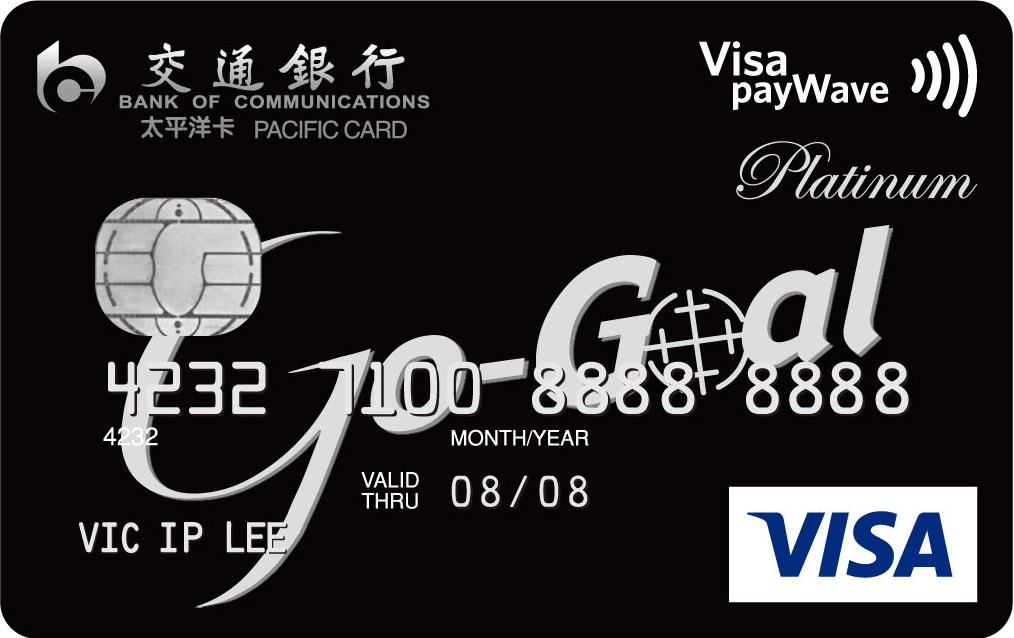 交通銀行
BANK OF COMMUNICATIONS
太平洋卡 PACIFIC CARD
Visa
payWave
Platinum
Go-Goal
4232 7100 8888 8888
4232
MONTH/YEAR
VALID
THRU
08/08
VIC IP LEE
VISA